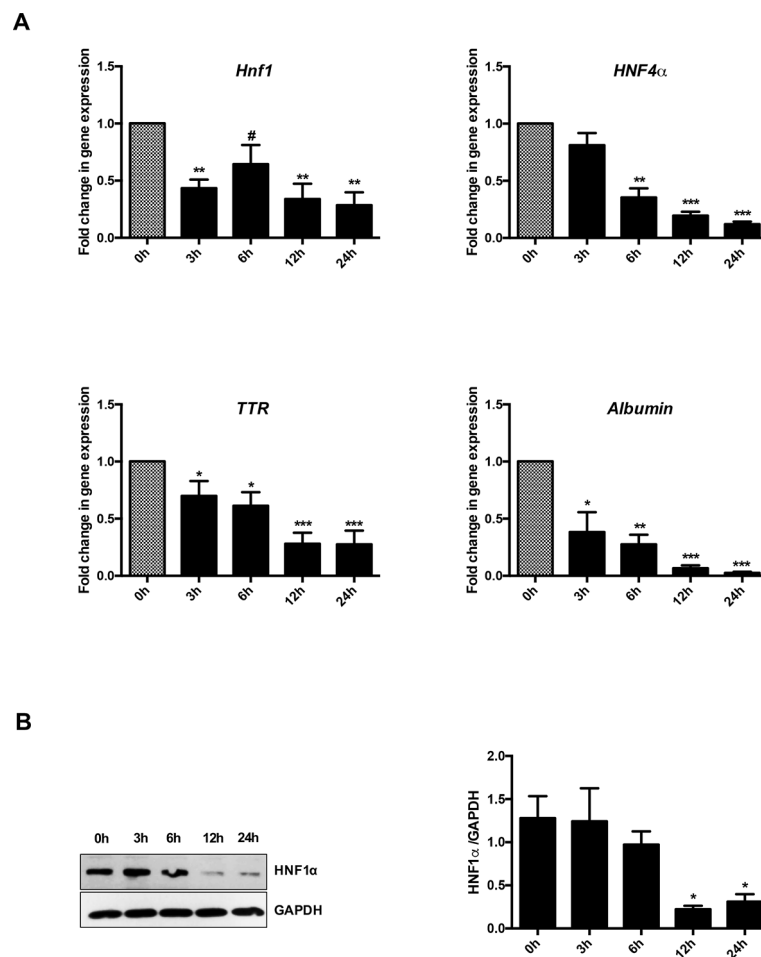 A
Hnf1
Fold change in gene expression
1.5
1.0
0.5
0.0
#
**
**
**
0h
3h
6h
12h
24h
HNF4α
Fold change in gene expression
1.5
1.0
0.5
0.0
**
***
***
0h
3h
6h
12h
24h
TTR
Fold change in gene expression
1.5
1.0
0.5
0.0
*
*
***
***
0h
3h
6h
12h
24h
Albumin
Fold change in gene expression
1.5
1.0
0.5
0.0
*
**
***
***
0h
3h
6h
12h
24h
B
0h 3h 6h 12h 24h
HNF1α
GAPDH
HNF1α /GAPDH
2.0
1.5
1.0
0.5
0.0
*
*
0h
3h
6h
12h
24h